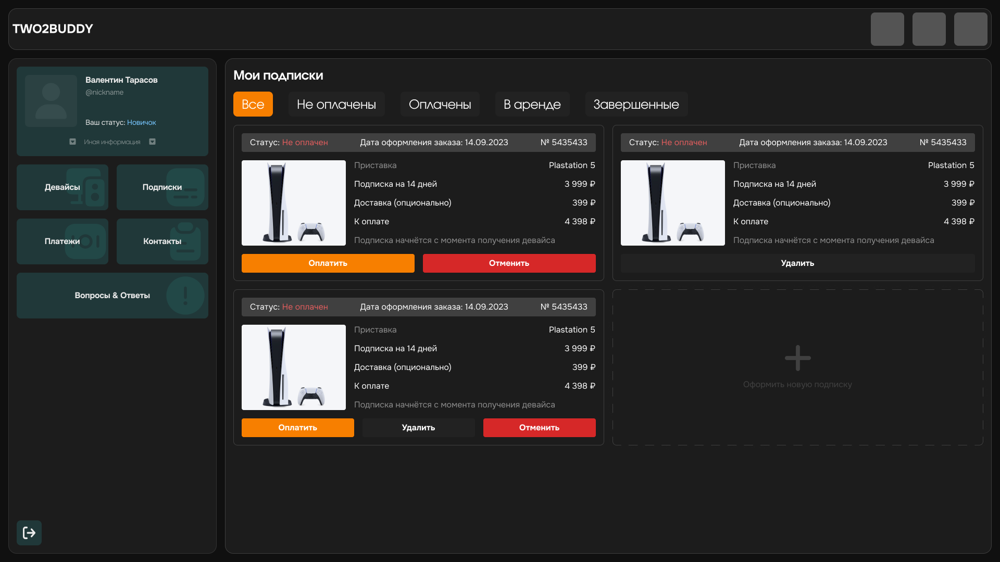 TWO2BUDDY
Валентин Тарасов
@nickname
Ваш статус: Новичок
Иная информация
Девайсы
Подписки
Платежи
Контакты
Вопросы & Ответы
Мои подписки
Все
Не оплачены
Оплачены
В аренде
Завершенные
Статус: Не оплачен
Дата оформления заказа: 14.09.2023
№ 5435433
Приставка
Plastation 5
Подписка на 14 дней
3 999 ₽
Доставка (опционально)
399 ₽
К оплате
4 398 ₽
Подписка начнётся с момента получения девайса
Оплатить
Отменить
Статус: Не оплачен
Дата оформления заказа: 14.09.2023
№ 5435433
Приставка
Plastation 5
Подписка на 14 дней
3 999 ₽
Доставка (опционально)
399 ₽
К оплате
4 398 ₽
Подписка начнётся с момента получения девайса
Удалить
Статус: Не оплачен
Дата оформления заказа: 14.09.2023
№ 5435433
Приставка
Plastation 5
Подписка на 14 дней
3 999 ₽
Доставка (опционально)
399 ₽
К оплате
4 398 ₽
Подписка начнётся с момента получения девайса
Оплатить
Удалить
Отменить
Оформить новую подписку